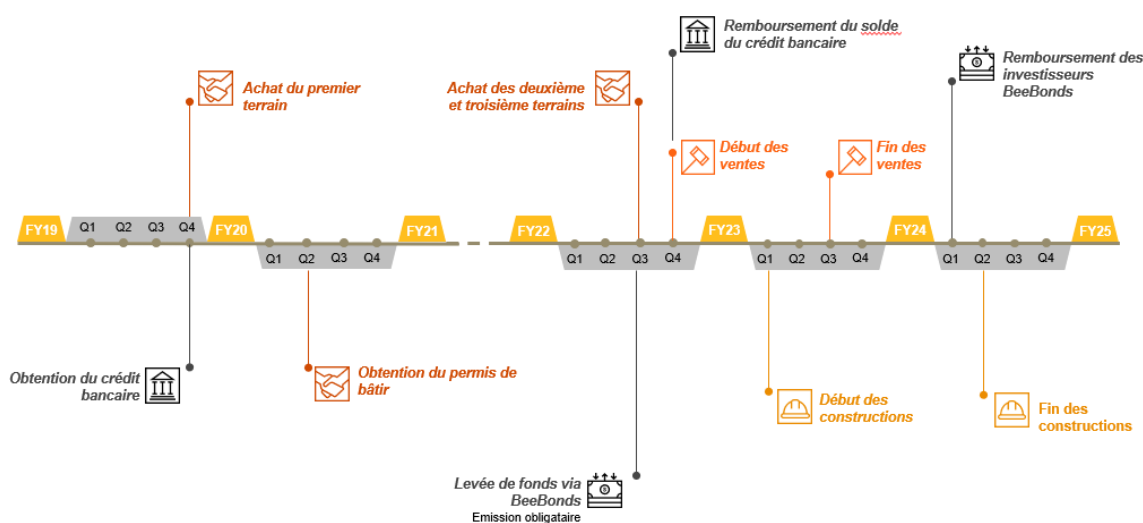 Remboursement du solde
du crédit bancaire
Remboursement des
investisseurs
BeeBonds
Achat du premier
terrain
Achat des deuxième
et troisième terrains
Début des
ventes
Fin des
ventes
FY19
Q1 Q2 Q3 Q4
FY20
Q1 Q2 Q3 Q4
FY21
FY22
Q1 Q2 Q3 Q4
FY23
Q1 Q2 Q3 Q4
FY24
Q1 Q2 Q3 Q4
FY25
Obtention du crédit
bancaire
Obtention du permis de
bâtir
Début des
constructions
Fin des
constructions
Levée de fonds via
BeeBonds
Emission obligataire